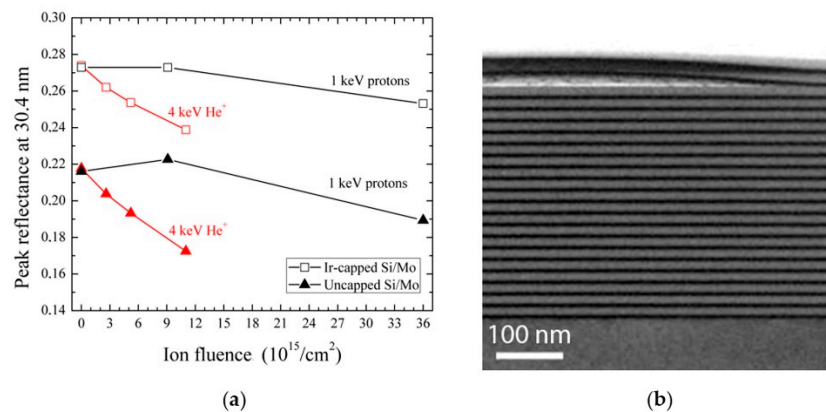 0.30
0.28
0.26
0.24
0.22
0.20
0.18
0.16
0.14
Peak reflectance at 30.4 nm
1 keV protons
4 keV He⁺
1 keV protons
4 keV He⁺
Ir-capped Si/Mo
Uncapped Si/Mo
0 3 6 9 12 15 18 21 24 27 30 33 36
Ion fluence (10¹⁵/cm²)
(a)
100 nm
(b)